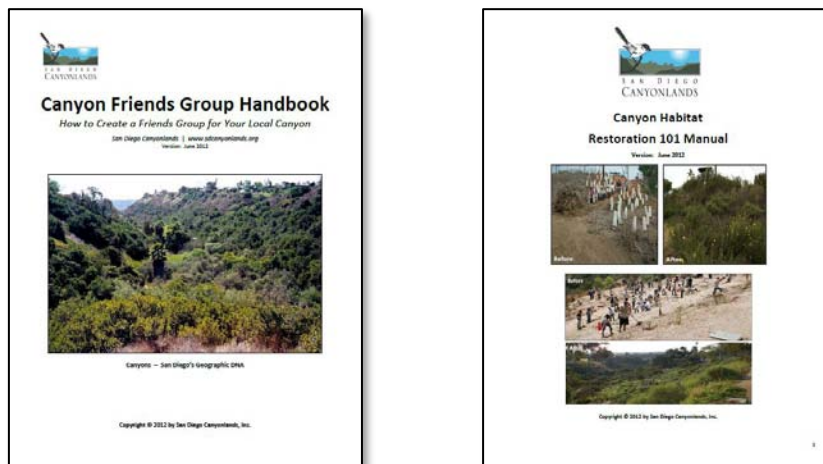 SAN DIEGO
CANYONLANDS
Canyon Friends Group Handbook
How to Create a Friends Group for Your Local Canyon
San Diego Canyonlands | www.sdcanyonlands.org
Version: June 2012
Canyons — San Diego's Geographic DNA
Copyright © 2012 by San Diego Canyonlands, Inc.
SAN DIEGO
CANYONLANDS
Canyon Habitat
Restoration 101 Manual
Version: June 2012
Before
After
Before
Copyright © 2012 by San Diego Canyonlands, Inc.